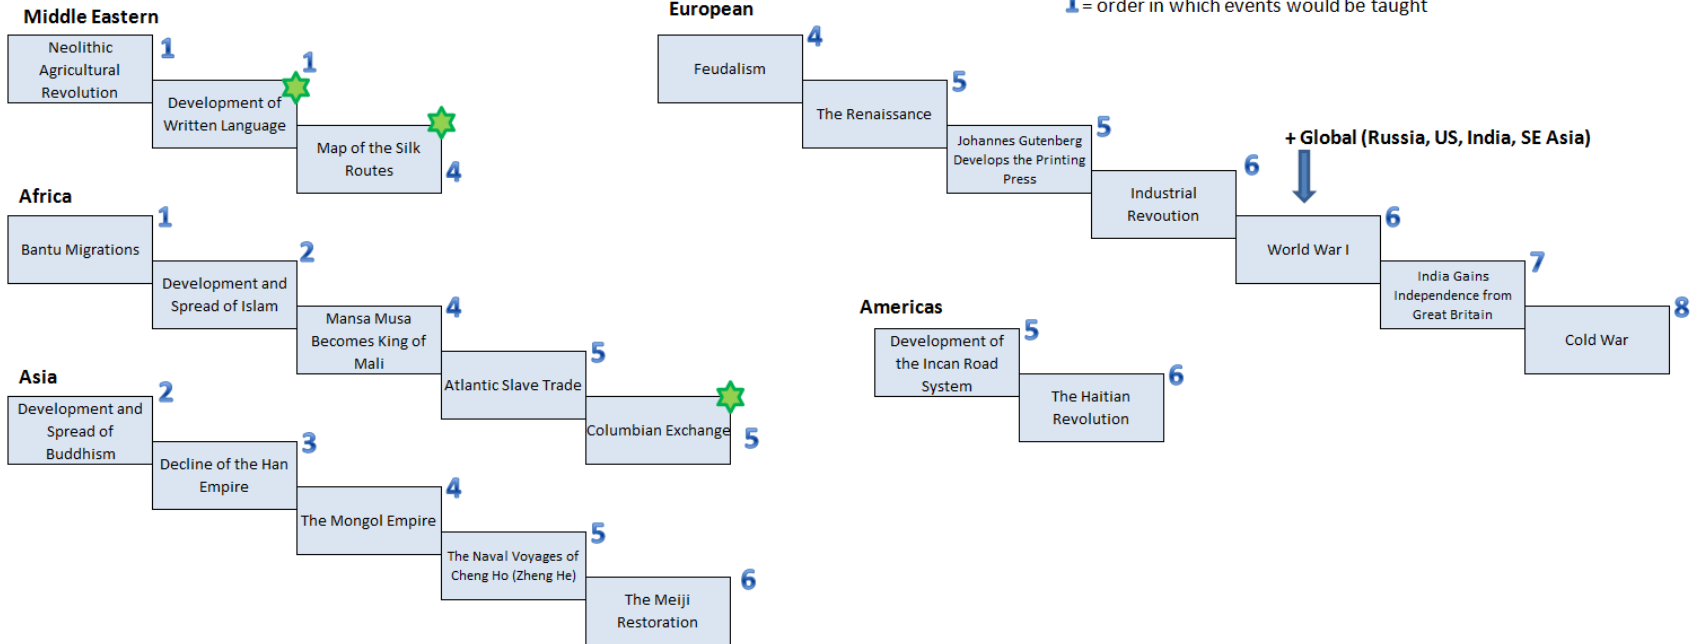 Middle Eastern
Neolithic
Agricultural
Revolution
1
Development of
Written Language
1
Map of the Silk
Routes
4
Africa
Bantu Migrations
1
Development and
Spread of Islam
2
Mansa Musa
Becomes King of
Mali
4
Atlantic Slave Trade
5
Columbian Exchange
5
Asia
Development and
Spread of
Buddhism
2
Decline of the Han
Empire
3
The Mongol Empire
4
The Naval Voyages of
Cheng Ho (Zheng He)
5
The Meiji
Restoration
6
European
Feudalism
4
The Renaissance
5
Johannes Gutenberg
Develops the Printing
Press
5
Industrial
Revoution
6
World War I
6
India Gains
Independence from
Great Britain
7
Cold War
8
1 = order in which events would be taught
+ Global (Russia, US, India, SE Asia)
Americas
Development of
the Incan Road
System
5
The Haitian
Revolution
6